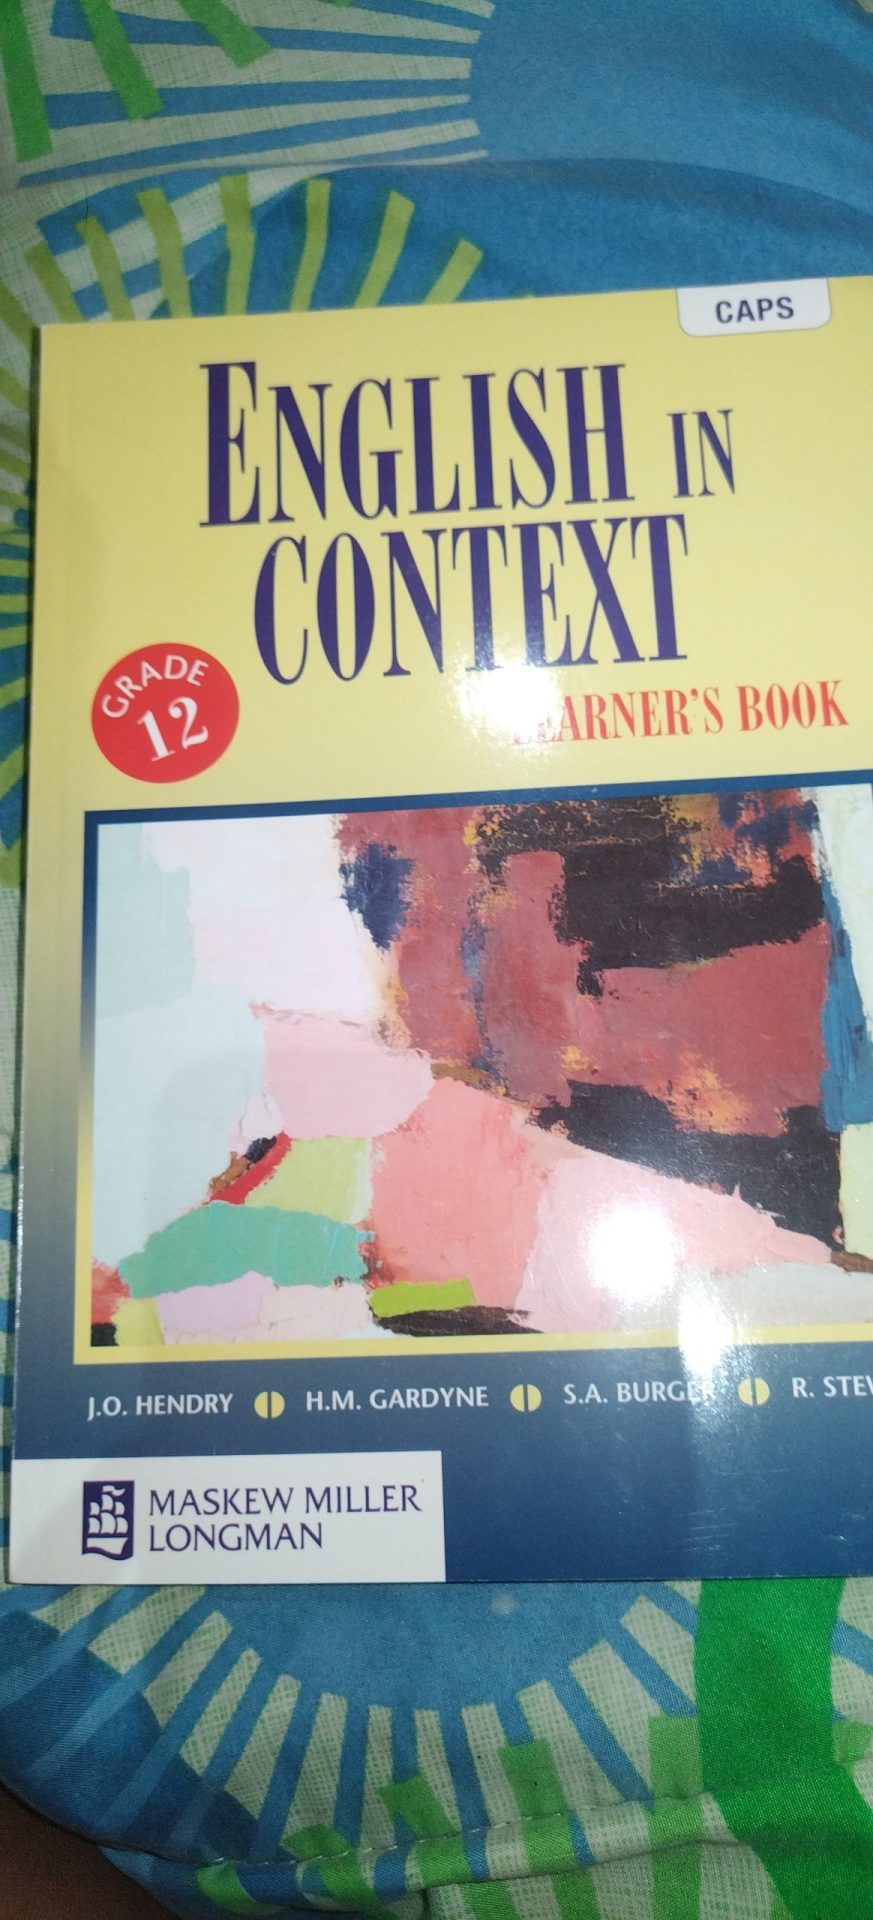 CAPS
ENGLISH IN
CONTEXT
GRADE
12
LEARNER'S BOOK
J.O. HENDRY H.M. GARDYNE S.A. BURGER R.
MASKEW MILLER
LONGMAN